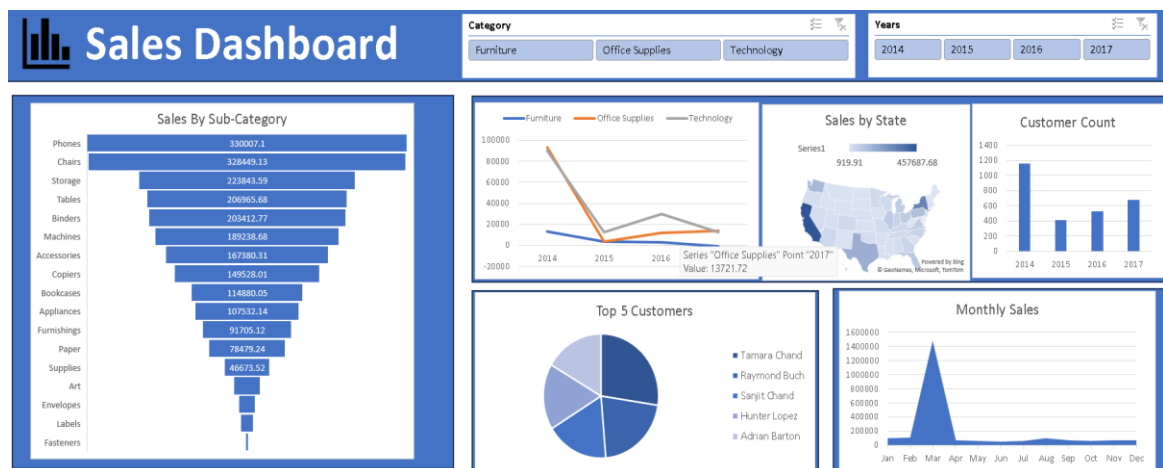 Sales Dashboard
Category
Furniture
Office Supplies
Technology
Years
2014
2015
2016
2017
Sales By Sub-Category
Phones 330007.1
Chairs 328449.13
Storage 223843.59
Tables 206965.68
Binders 203412.77
Machines 189238.68
Accessories 167380.31
Copiers 149528.01
Bookcases 114880.05
Appliances 107532.14
Furnishings 91705.12
Paper 78479.24
Supplies 46673.52
Art
Envelopes
Labels
Fasteners
Furniture Office Supplies Technology
100000
80000
60000
40000
20000
0
-20000
2014 2015 2016
Series "Office Supplies" Point "2017"
Value: 13721.72
Sales by State
Series1
919.91 457687.68
Powered by Bing
© GeoNames, Microsoft, TomTom
Customer Count
1400
1200
1000
800
600
400
200
0
2014 2015 2016 2017
Top 5 Customers
Tamara Chand
Raymond Buch
Sanjit Chand
Hunter Lopez
Adrian Barton
Monthly Sales
1600000
1400000
1200000
1000000
800000
600000
400000
200000
0
Jan Feb Mar Apr May Jun Jul Aug Sep Oct Nov Dec